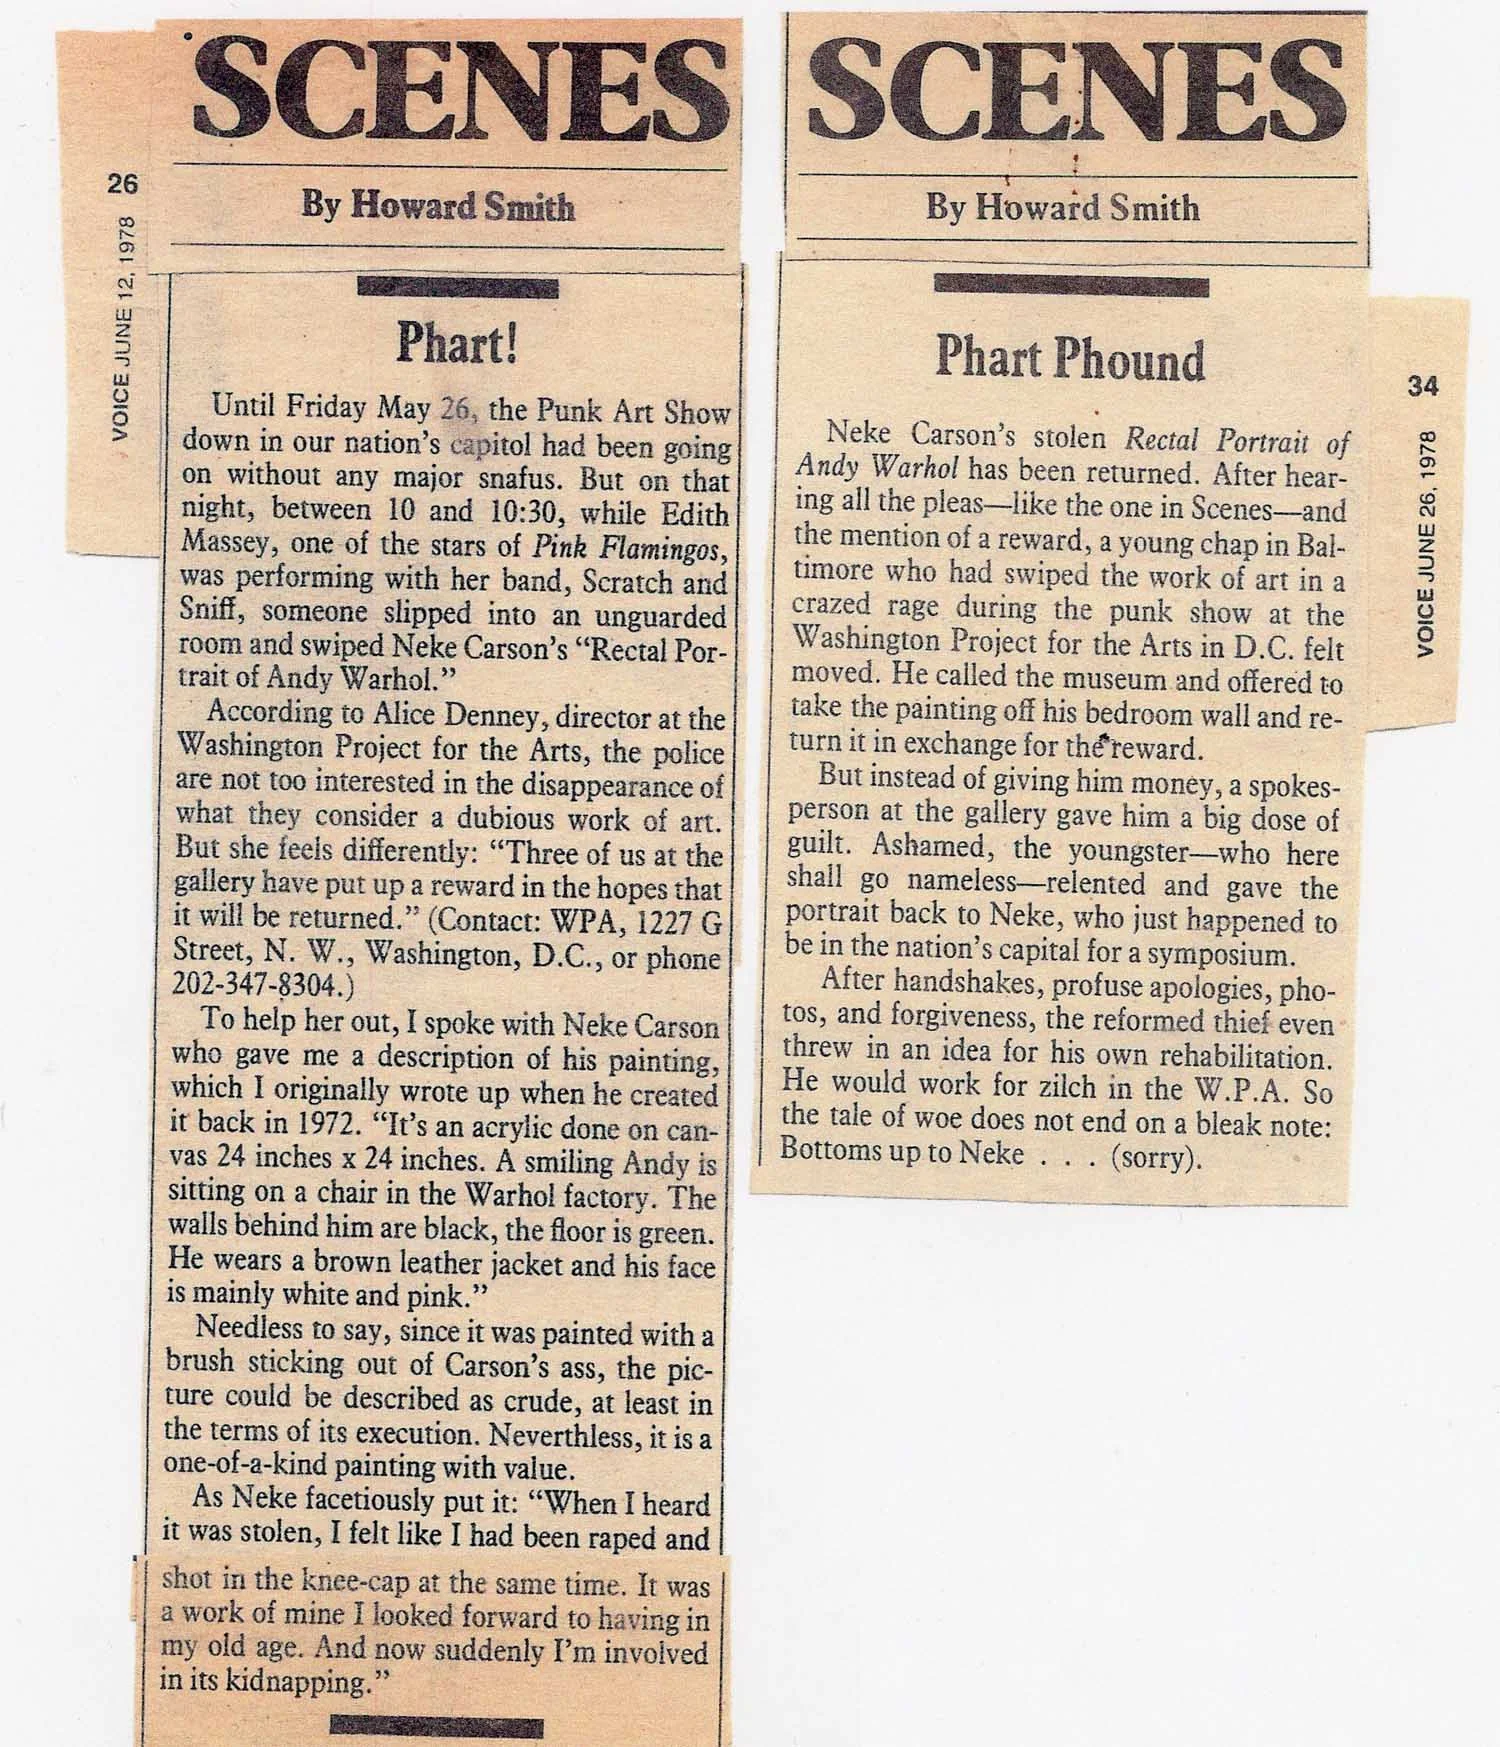 SCENES
By Howard Smith
26
VOICE JUNE 12, 1978
Phart!
Until Friday May 26, the Punk Art Show
down in our nation's capitol had been going
on without any major snafus. But on that
night, between 10 and 10:30, while Edith
Massey, one of the stars of Pink Flamingos,
was performing with her band, Scratch and
Sniff, someone slipped into an unguarded
room and swiped Neke Carson's “Rectal Por-
trait of Andy Warhol.”
According to Alice Denney, director at the
Washington Project for the Arts, the police
are not too interested in the disappearance of
what they consider a dubious work of art.
But she feels differently: “Three of us at the
gallery have put up a reward in the hopes that
it will be returned.” (Contact: WPA, 1227 G
Street, N. W., Washington, D.C., or phone
202-347-8304.)
To help her out, I spoke with Neke Carson
who gave me a description of his painting,
which I originally wrote up when he created
it back in 1972. “It's an acrylic done on can-
vas 24 inches x 24 inches. A smiling Andy is
sitting on a chair in the Warhol factory. The
walls behind him are black, the floor is green.
He wears a brown leather jacket and his face
is mainly white and pink.”
Needless to say, since it was painted with a
brush sticking out of Carson's ass, the pic-
ture could be described as crude, at least in
the terms of its execution. Neverthless, it is a
one-of-a-kind painting with value.
As Neke facetiously put it: “When I heard
it was stolen, I felt like I had been raped and
shot in the knee-cap at the same time. It was
a work of mine I looked forward to having in
my old age. And now suddenly I'm involved
in its kidnapping.”
SCENES
By Howard Smith
34
VOICE JUNE 26, 1978
Phart Phound
Neke Carson's stolen Rectal Portrait of
Andy Warhol has been returned. After hear-
ing all the pleas—like the one in Scenes—and
the mention of a reward, a young chap in Bal-
timore who had swiped the work of art in a
crazed rage during the punk show at the
Washington Project for the Arts in D.C. felt
moved. He called the museum and offered to
take the painting off his bedroom wall and re-
turn it in exchange for the reward.
But instead of giving him money, a spokes-
person at the gallery gave him a big dose of
guilt. Ashamed, the youngster—who here
shall go nameless—relented and gave the
portrait back to Neke, who just happened to
be in the nation's capital for a symposium.
After handshakes, profuse apologies, pho-
tos, and forgiveness, the reformed thief even
threw in an idea for his own rehabilitation.
He would work for zilch in the W.P.A. So
the tale of woe does not end on a bleak note:
Bottoms up to Neke . . . (sorry).